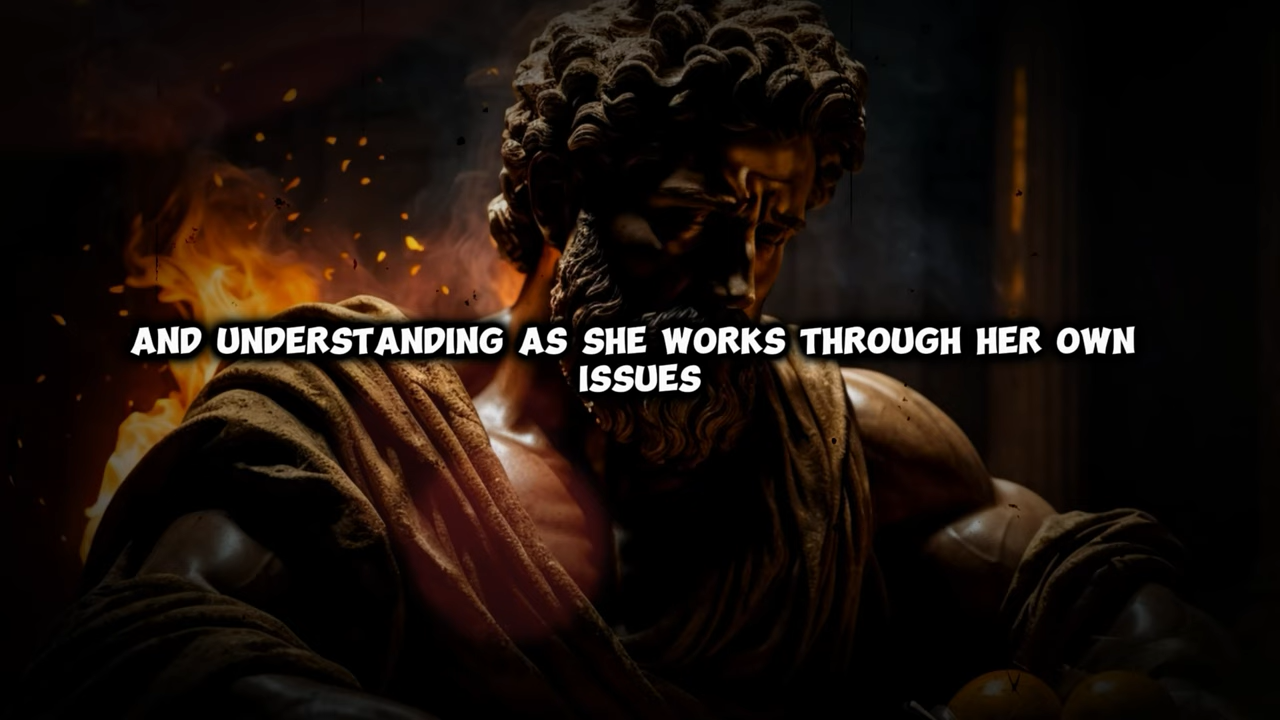 AND UNDERSTANDING AS SHE WORKS THROUGH HER OWN
ISSUES